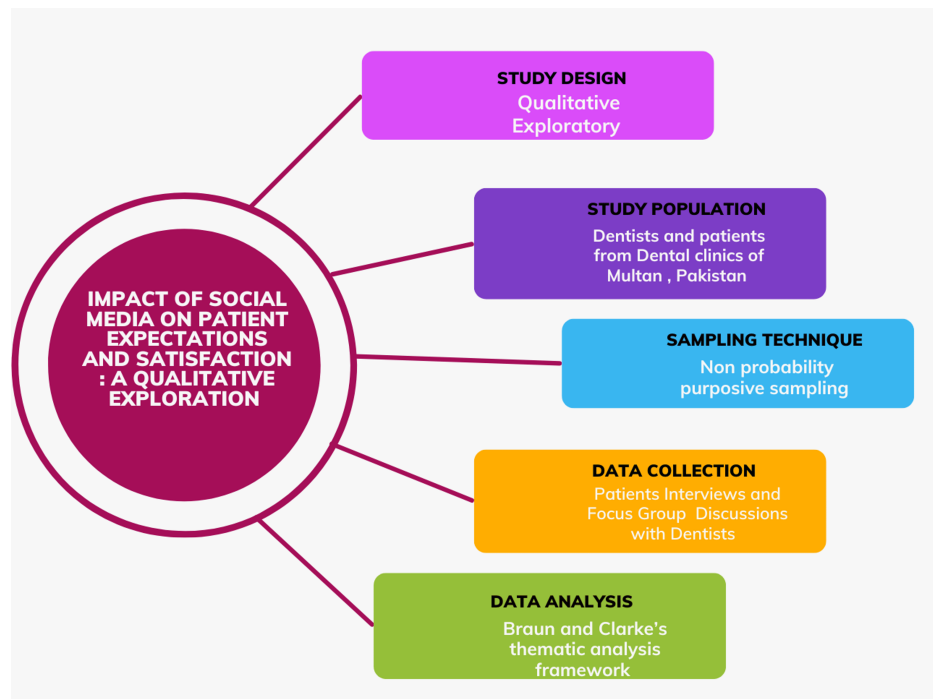 IMPACT OF SOCIAL
MEDIA ON PATIENT
EXPECTATIONS
AND SATISFACTION
: A QUALITATIVE
EXPLORATION
STUDY DESIGN
Qualitative
Exploratory
STUDY POPULATION
Dentists and patients
from Dental clinics of
Multan , Pakistan
SAMPLING TECHNIQUE
Non probability
purposive sampling
DATA COLLECTION
Patients Interviews and
Focus Group Discussions
with Dentists
DATA ANALYSIS
Braun and Clarke's
thematic analysis
framework